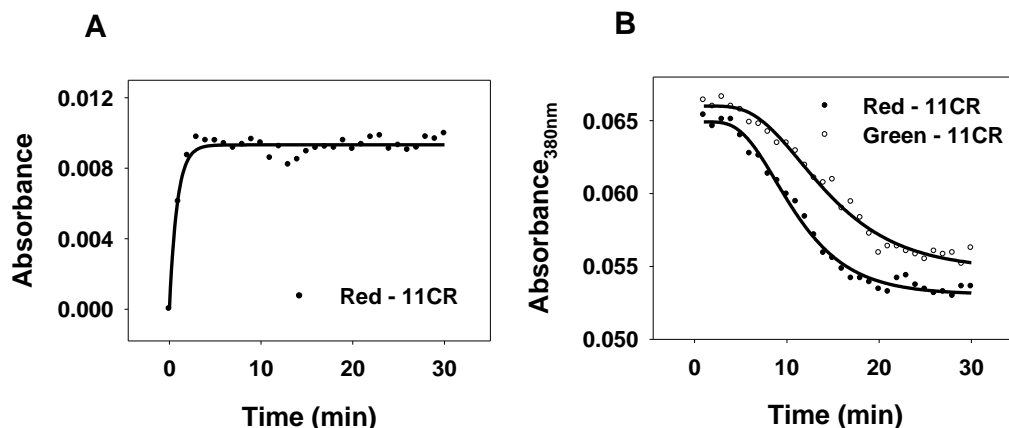 A
Absorbance
0.012
0.008
0.004
0.000
Red - 11CR
0
10
20
30
Time (min)
B
Absorbance380nm
0.065
0.060
0.055
0.050
Red - 11CR
Green - 11CR
0
10
20
30
Time (min)